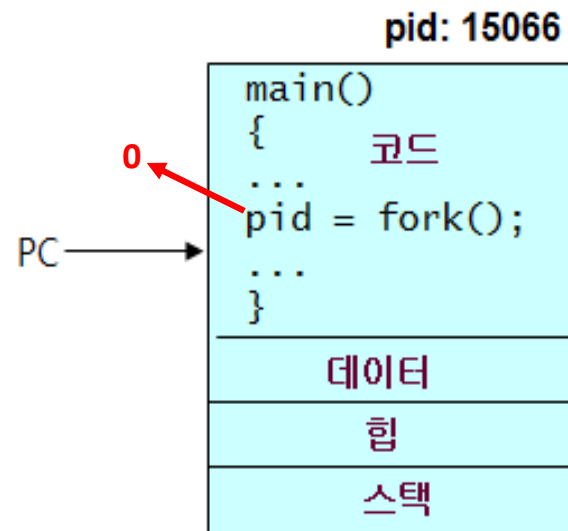 pid: 15066
main()
{
코드
0
...
pid = fork();
PC
...
}
데이터
힙
스택